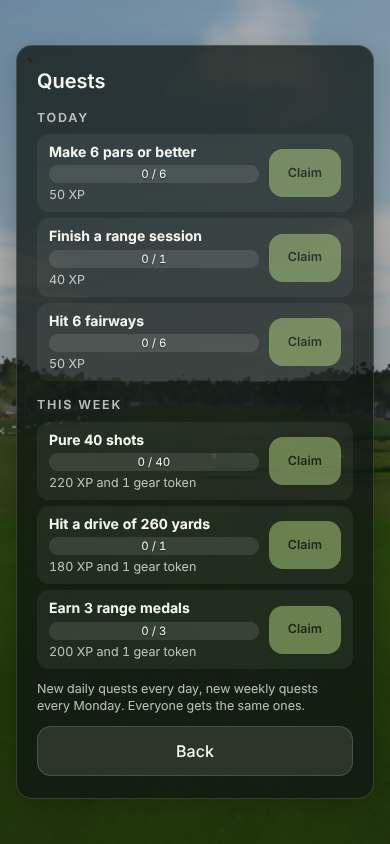 Quests
TODAY
Make 6 pars or better
0 / 6
50 XP
Claim
Finish a range session
0 / 1
40 XP
Claim
Hit 6 fairways
0 / 6
50 XP
Claim
THIS WEEK
Pure 40 shots
0 / 40
220 XP and 1 gear token
Claim
Hit a drive of 260 yards
0 / 1
180 XP and 1 gear token
Claim
Earn 3 range medals
0 / 3
200 XP and 1 gear token
Claim
New daily quests every day, new weekly quests
every Monday. Everyone gets the same ones.
Back